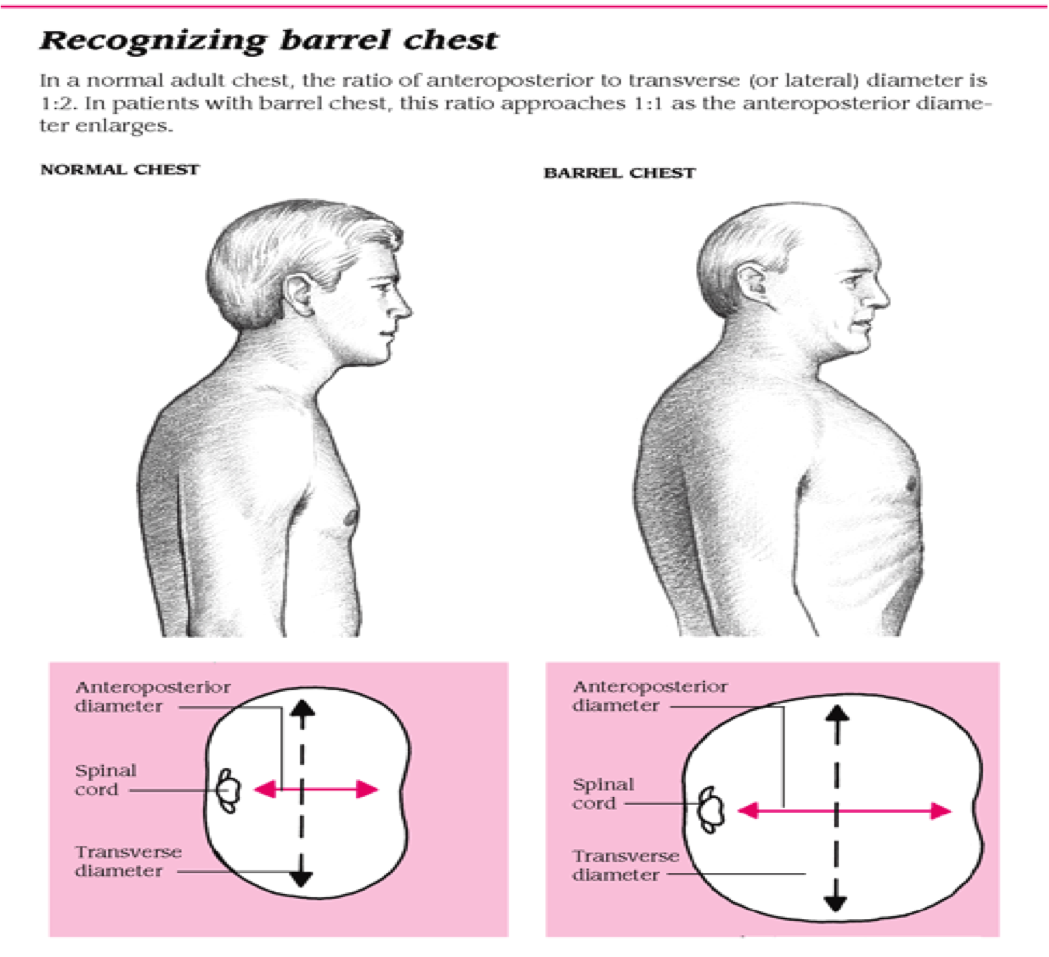 Recognizing barrel chest
In a normal adult chest, the ratio of anteroposterior to transverse (or lateral) diameter is
1:2. In patients with barrel chest, this ratio approaches 1:1 as the anteroposterior diame-
ter enlarges.
NORMAL CHEST
BARREL CHEST
Anteroposterior
diameter
Spinal
cord
Transverse
diameter
Anteroposterior
diameter
Spinal
cord
Transverse
diameter